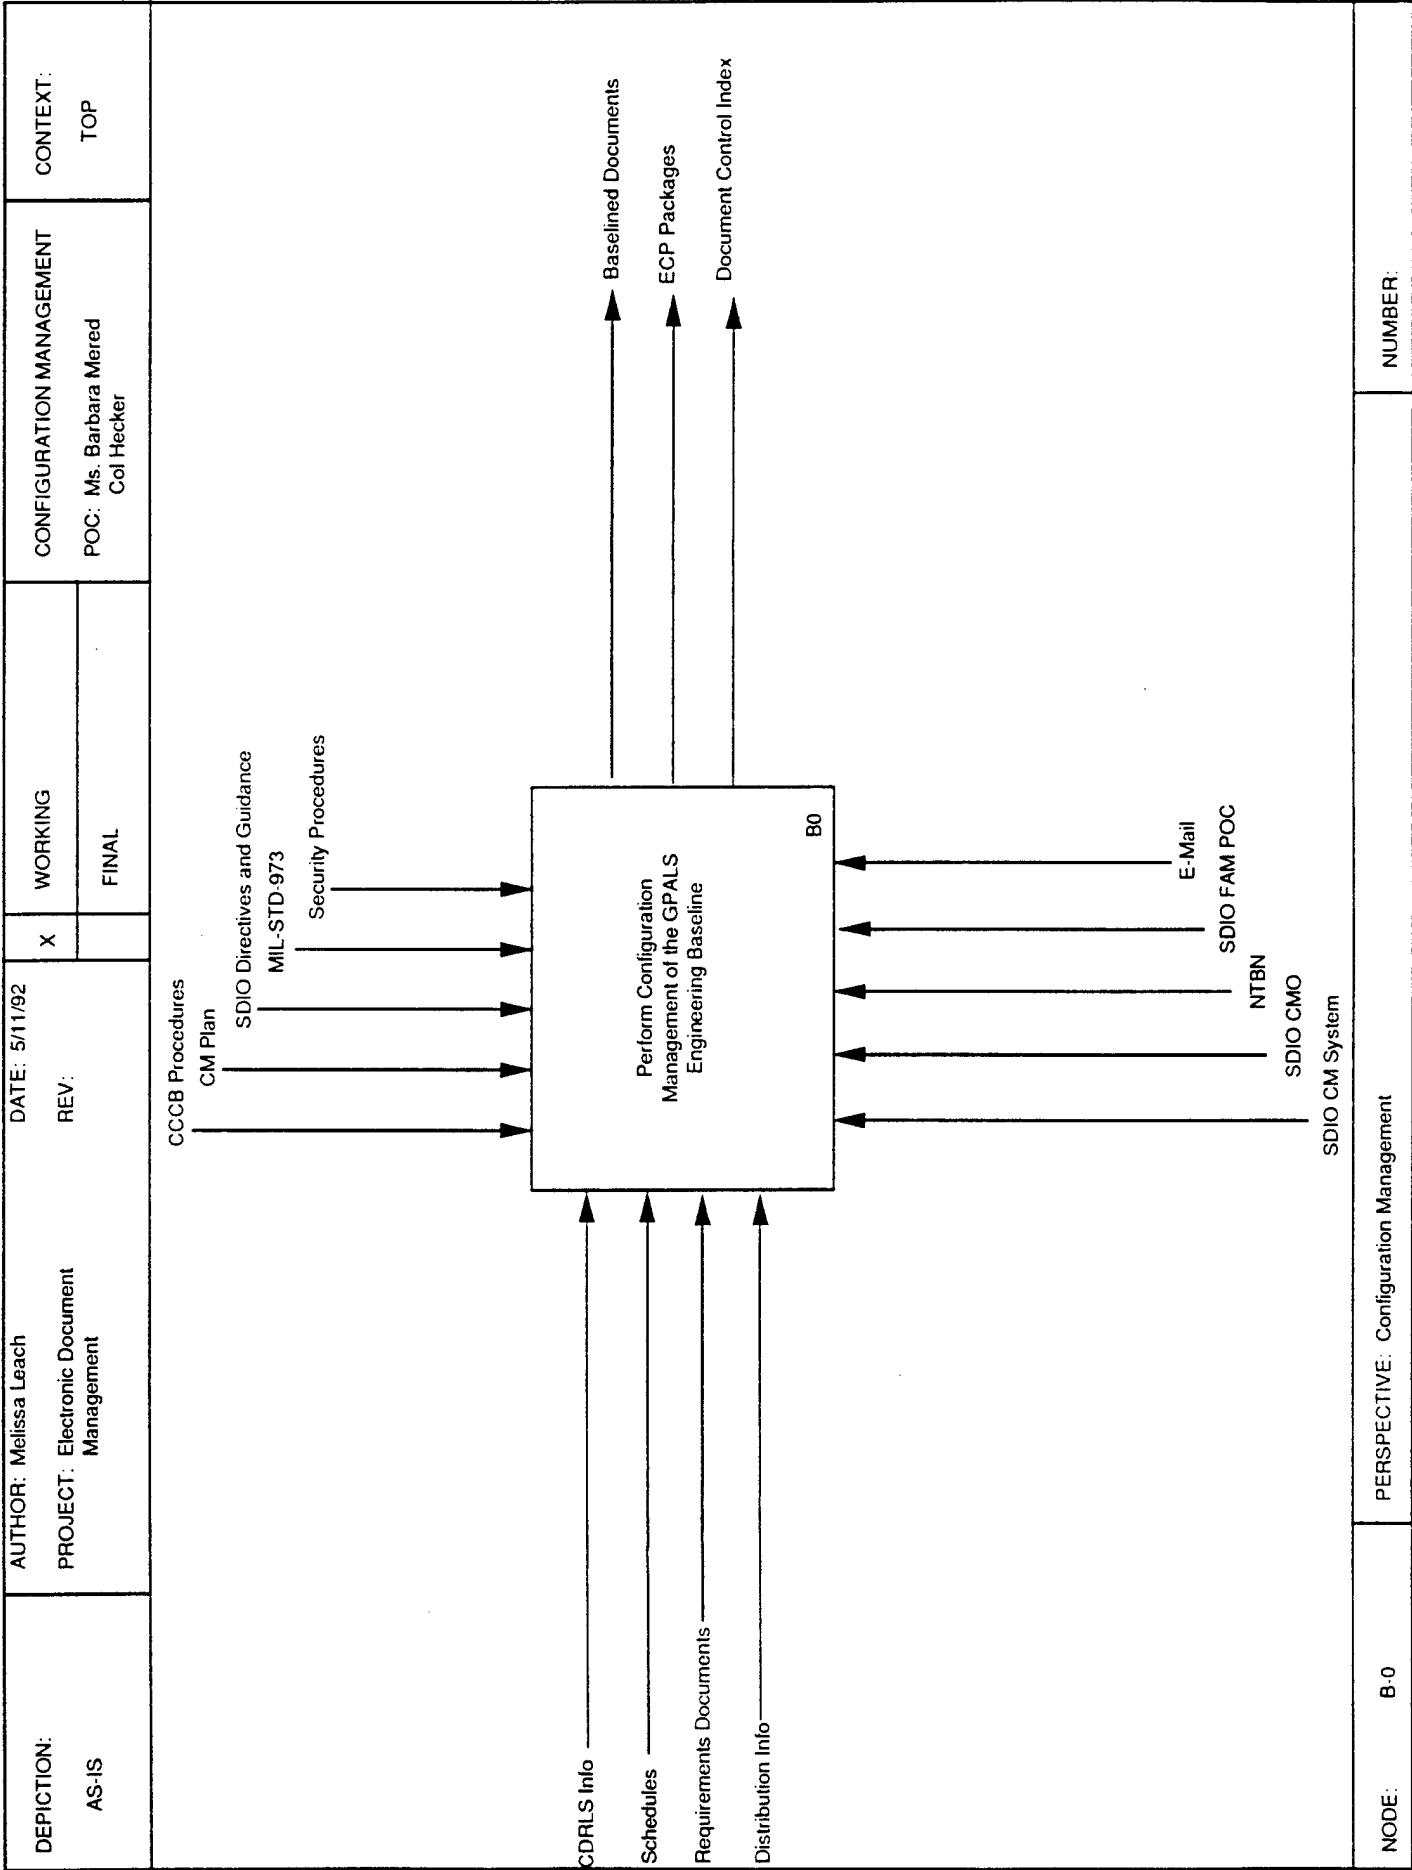 DEPICTION:
AS-IS
AUTHOR: Melissa Leach
DATE: 5/11/92
PROJECT: Electronic Document
Management
REV:
X
WORKING
FINAL
CONFIGURATION MANAGEMENT
POC: Ms. Barbara Mered
Col Hecker
CONTEXT:
TOP
CCCB Procedures
CM Plan
SDIO Directives and Guidance
MIL-STD-973
Security Procedures
CDRLS Info
Schedules
Requirements Documents
Distribution Info
Perform Configuration
Management of the GPALS
Engineering Baseline
B0
Baselined Documents
ECP Packages
Document Control Index
E-Mail
SDIO FAM POC
NTBN
SDIO CMO
SDIO CM System
NODE:
B-0
PERSPECTIVE: Configuration Management
NUMBER: